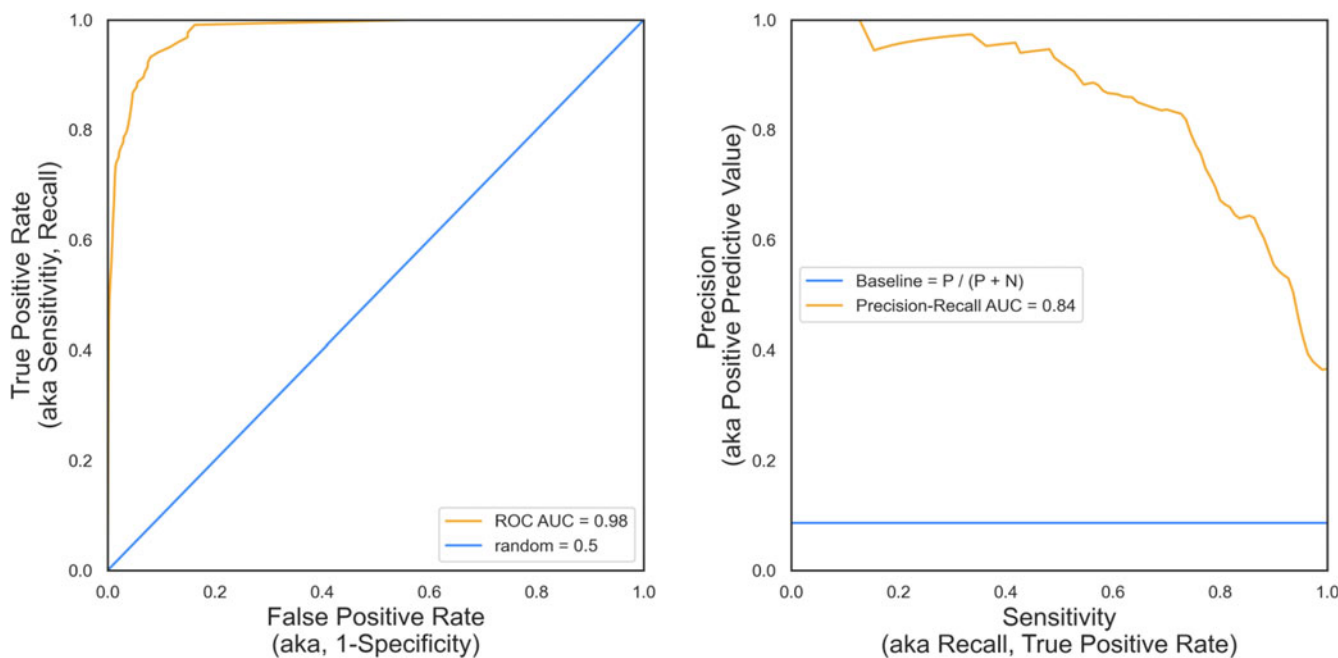 1.0
0.8
0.6
0.4
0.2
0.0
True Positive Rate
(aka Sensitivitiy, Recall)
ROC AUC = 0.98
random = 0.5
0.0 0.2 0.4 0.6 0.8 1.0
False Positive Rate
(aka, 1-Specificity)
1.0
0.8
0.6
0.4
0.2
0.0
Precision
(aka Positive Predictive Value)
Baseline = P / (P + N)
Precision-Recall AUC = 0.84
0.0 0.2 0.4 0.6 0.8 1.0
Sensitivity
(aka Recall, True Positive Rate)